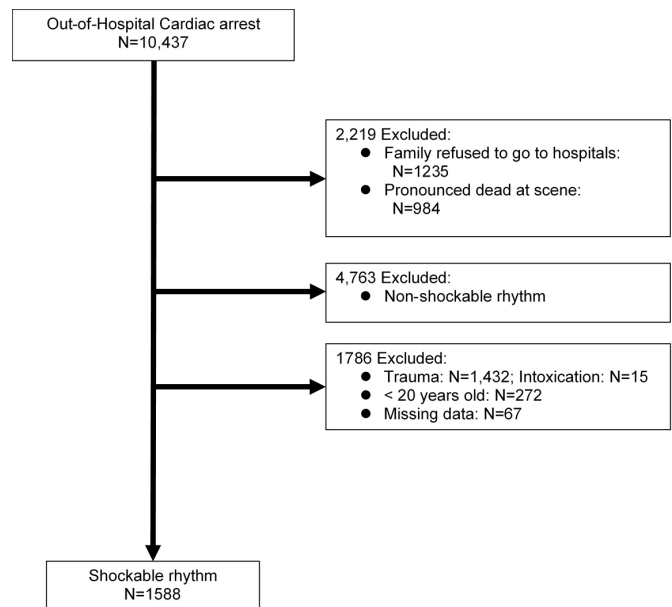 Out-of-Hospital Cardiac arrest
N=10,437
2,219 Excluded:
● Family refused to go to hospitals:
N=1235
● Pronounced dead at scene:
N=984
4,763 Excluded:
● Non-shockable rhythm
1786 Excluded:
● Trauma: N=1,432; Intoxication: N=15
● < 20 years old: N=272
● Missing data: N=67
Shockable rhythm
N=1588